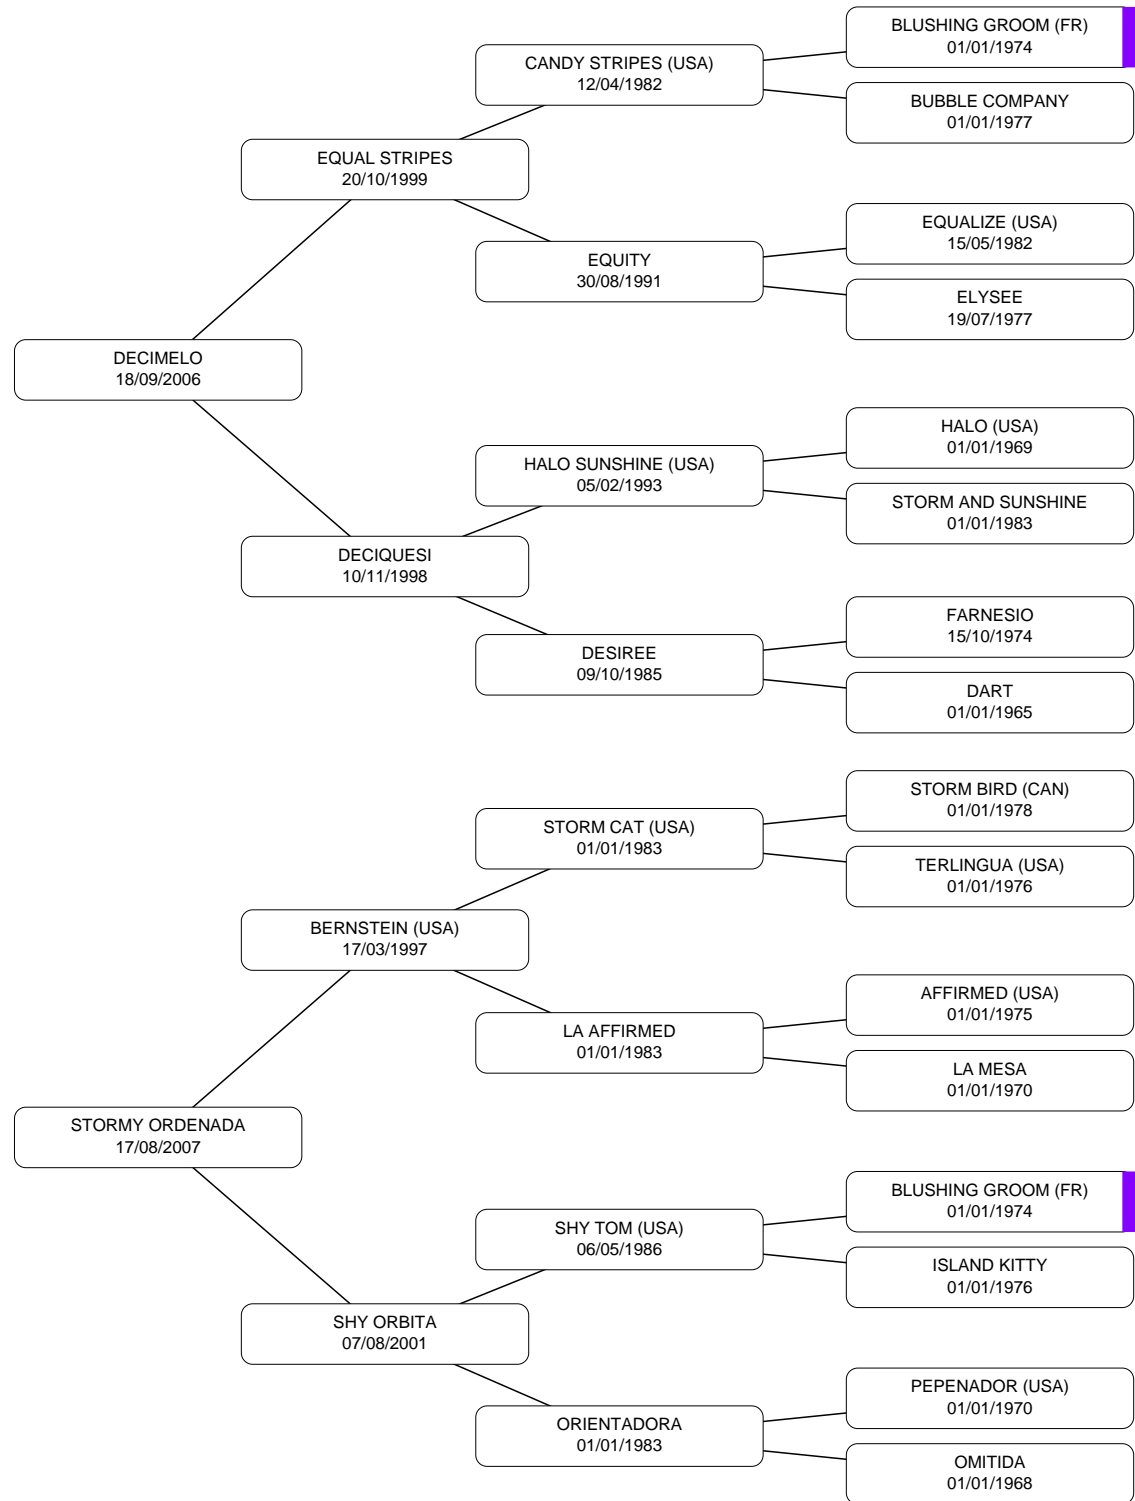 BLUSHING GROOM (FR)
01/01/1974
CANDY STRIPES (USA)
12/04/1982
BUBBLE COMPANY
01/01/1977
EQUAL STRIPES
20/10/1999
EQUALIZE (USA)
15/05/1982
EQUITY
30/08/1991
ELYSEE
19/07/1977
DECIMELO
18/09/2006
HALO (USA)
01/01/1969
HALO SUNSHINE (USA)
05/02/1993
STORM AND SUNSHINE
01/01/1983
DECIQUESI
10/11/1998
FARNESIO
15/10/1974
DESIREE
09/10/1985
DART
01/01/1965
STORM BIRD (CAN)
01/01/1978
STORM CAT (USA)
01/01/1983
TERLINGUA (USA)
01/01/1976
BERNSTEIN (USA)
17/03/1997
AFFIRMED (USA)
01/01/1975
LA AFFIRMED
01/01/1983
LA MESA
01/01/1970
STORMY ORDENADA
17/08/2007
BLUSHING GROOM (FR)
01/01/1974
SHY TOM (USA)
06/05/1986
ISLAND KITTY
01/01/1976
SHY ORBITA
07/08/2001
PEPENADOR (USA)
01/01/1970
ORIENTADORA
01/01/1983
OMITIDA
01/01/1968